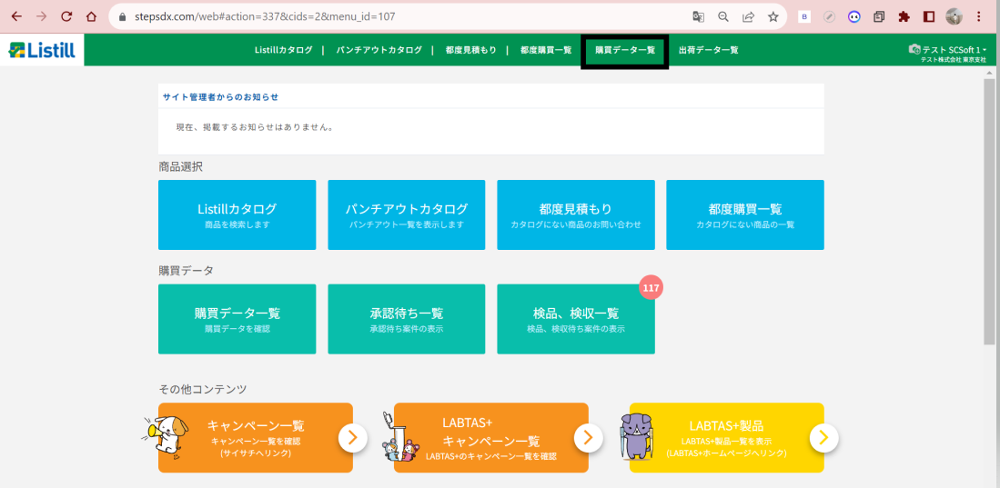 stepsdx.com/web#action=337&cids=2&menu_id=107
Listill
Listillカタログ | パンチアウトカタログ | 都度見積もり | 都度購買一覧 購買データ一覧 出荷データ一覧
テスト SCSoft 1
テスト株式会社 東京支社
サイト管理者からのお知らせ
現在、掲載するお知らせはありません。
商品選択
Listillカタログ
商品を検索します
パンチアウトカタログ
パンチアウト一覧を表示します
都度見積もり
カタログにない商品のお問い合わせ
都度購買一覧
カタログにない商品の一覧
購買データ
購買データ一覧
購買データを確認
承認待ち一覧
承認待ち案件の表示
117
検品、検収一覧
検品、検収待ち案件の表示
その他コンテンツ
キャンペーン一覧
キャンペーン一覧を確認
(サイサチへリンク)
LABTAS+
キャンペーン一覧
LABTAS+のキャンペーン一覧を確認
LABTAS+製品
LABTAS+製品一覧を表示
(LABTAS+ホームページへリンク)